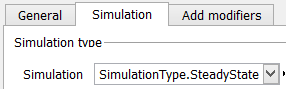 General Simulation Add modifiers
Simulation type
Simulation SimulationType.SteadyState